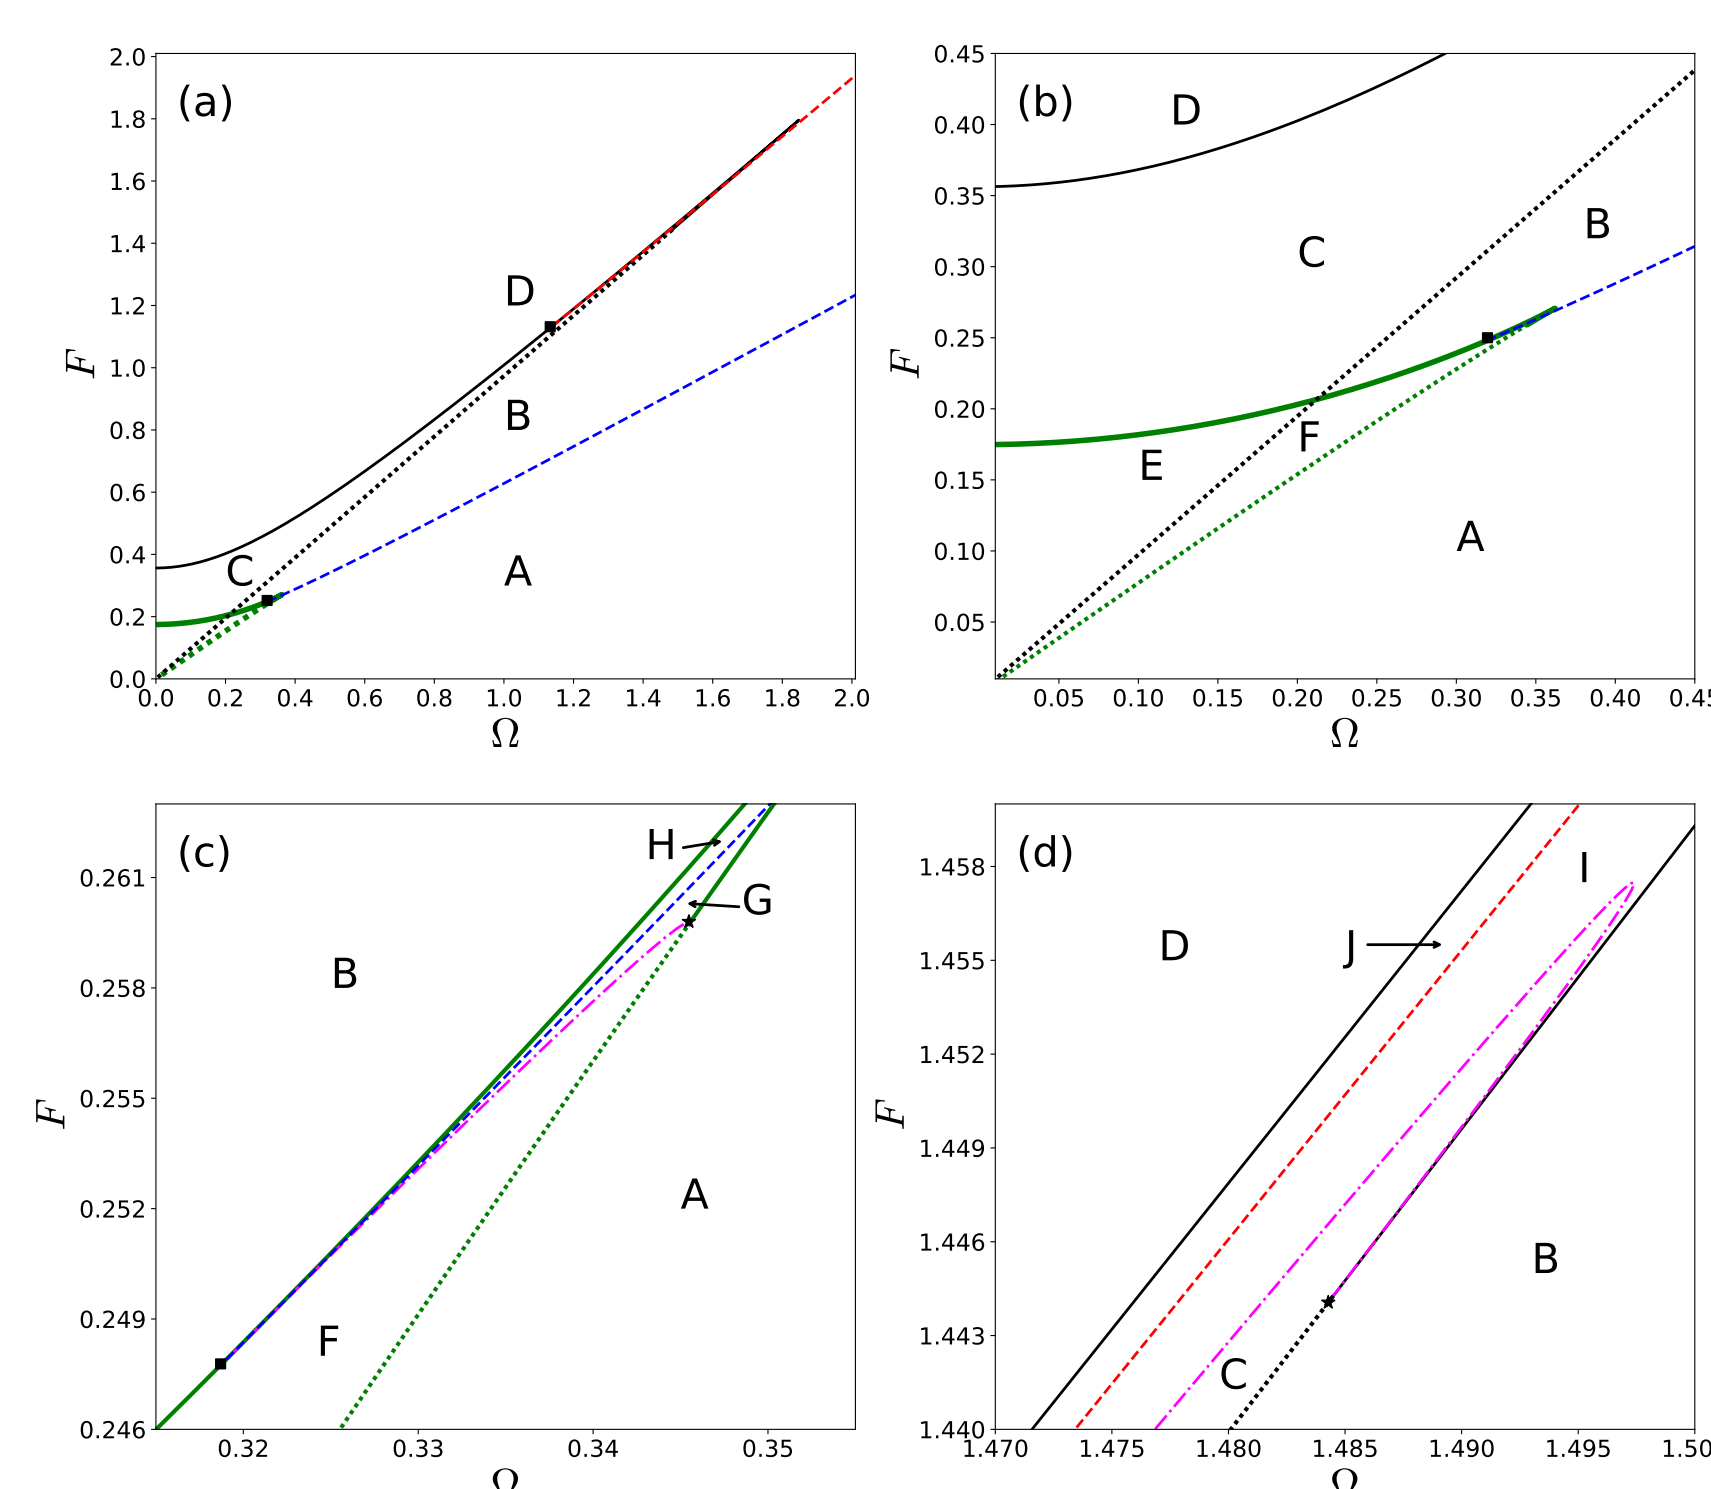 (a)
2.0
1.8
1.6
1.4
1.2
1.0
0.8
0.6
0.4
0.2
0.0
F
D
B
C
A
0.0 0.2 0.4 0.6 0.8 1.0 1.2 1.4 1.6 1.8 2.0
Ω
(b)
0.45
0.40
0.35
0.30
0.25
0.20
0.15
0.10
0.05
F
D
B
C
F
E
A
0.05 0.10 0.15 0.20 0.25 0.30 0.35 0.40 0.45
Ω
(c)
0.261
0.258
0.255
0.252
0.249
0.246
F
H
G
B
A
F
0.32 0.33 0.34 0.35
Ω
(d)
1.458
1.455
1.452
1.449
1.446
1.443
1.440
F
I
D
J
B
C
1.470 1.475 1.480 1.485 1.490 1.495 1.50
Ω